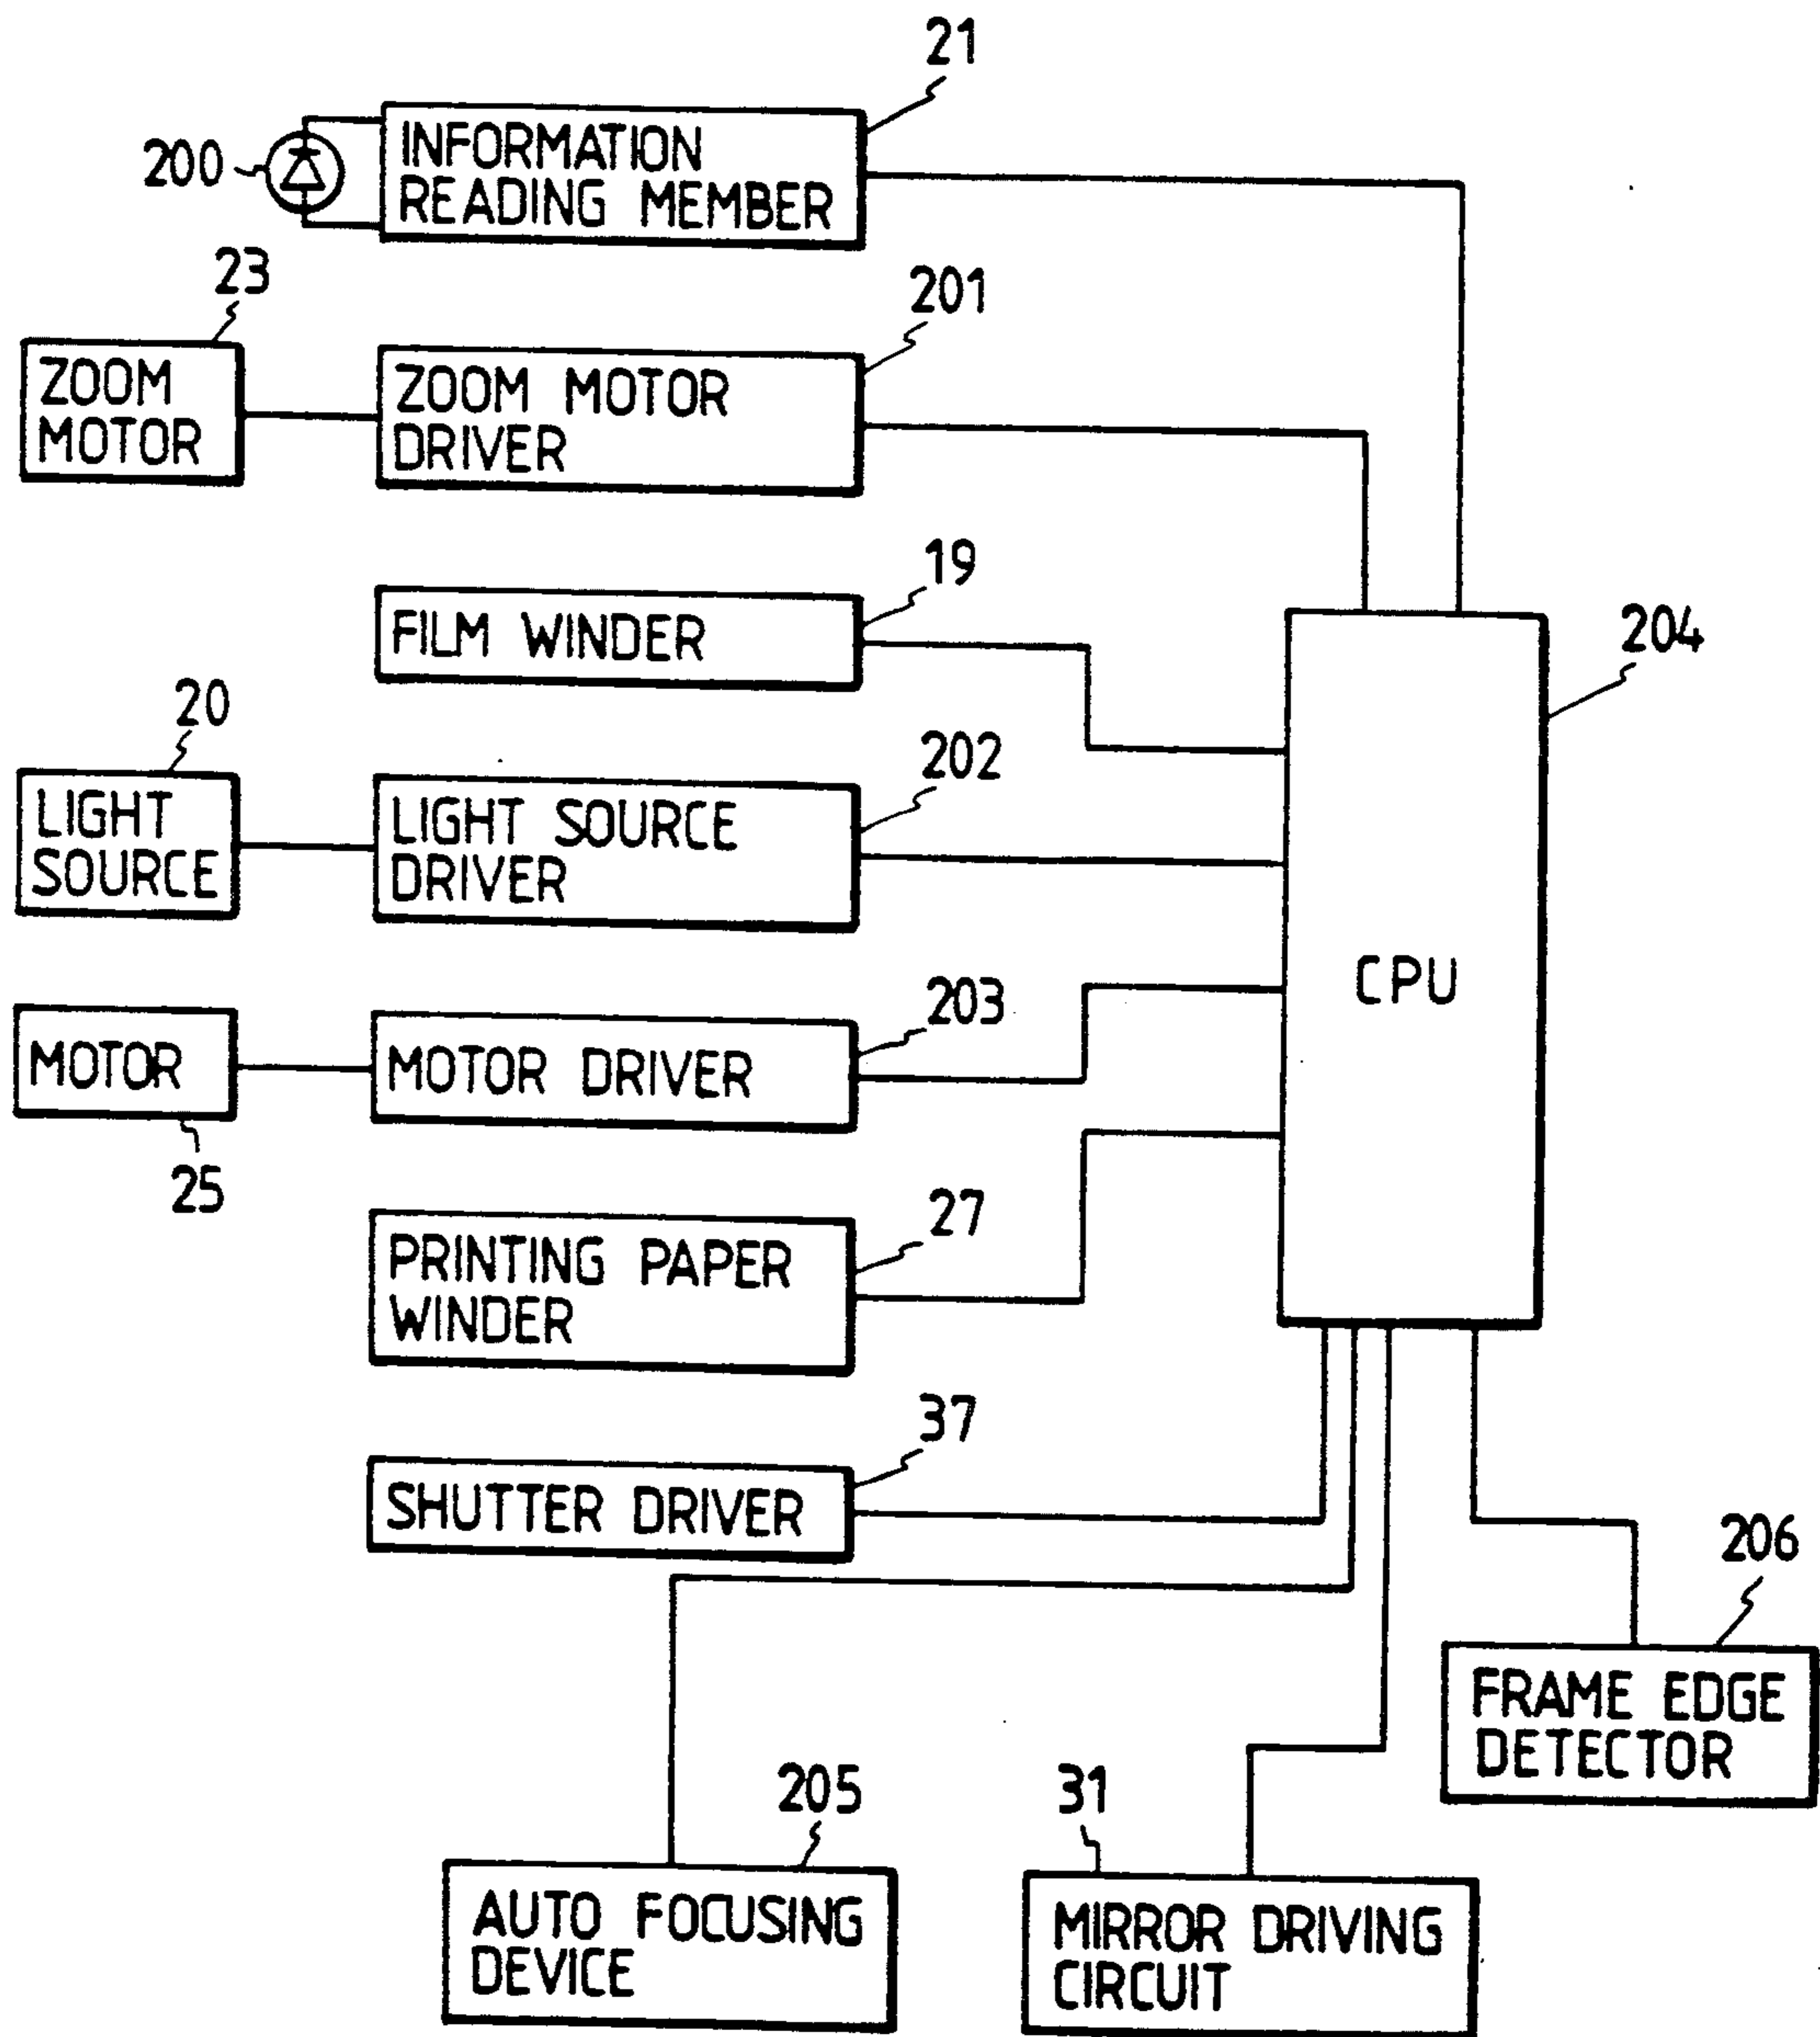 21
200
INFORMATION
READING MEMBER
23
201
ZOOM
MOTOR
ZOOM MOTOR
DRIVER
19
FILM WINDER
204
20
202
LIGHT
SOURCE
LIGHT SOURCE
DRIVER
CPU
203
MOTOR
MOTOR DRIVER
25
27
PRINTING PAPER
WINDER
37
SHUTTER DRIVER
206
FRAME EDGE
DETECTOR
205
31
AUTO FOCUSING
DEVICE
MIRROR DRIVING
CIRCUIT